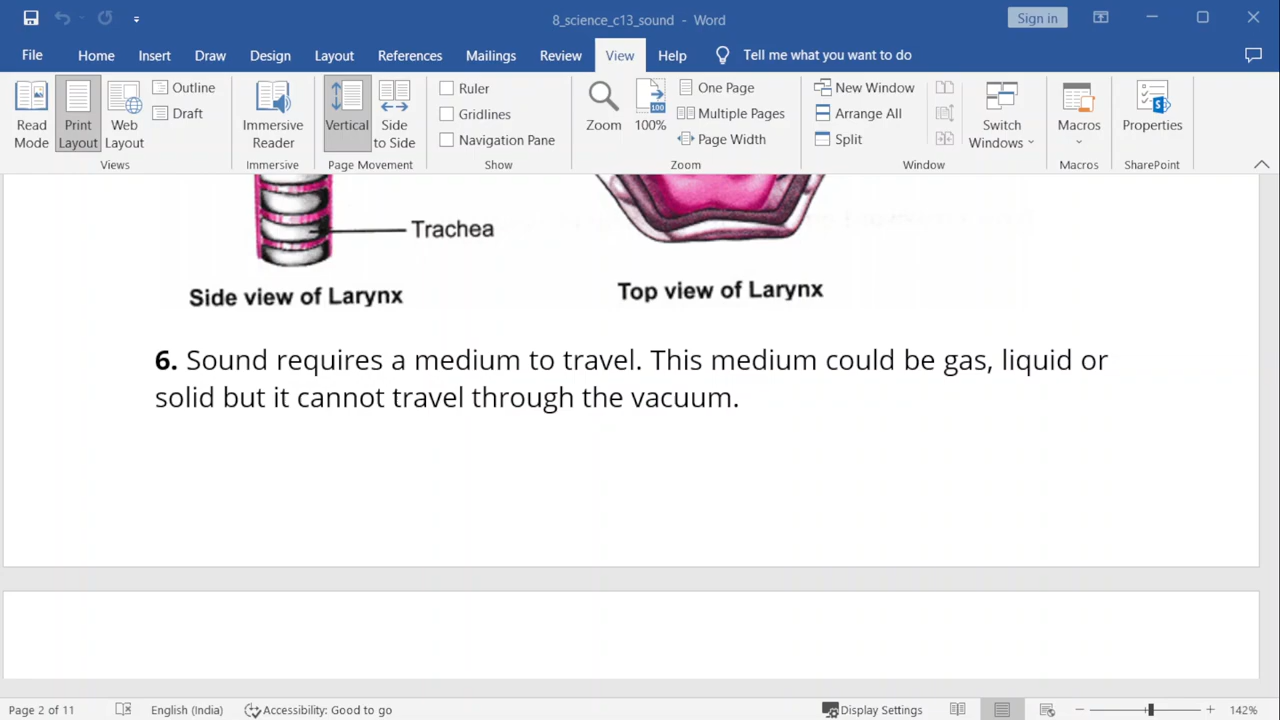 8_science_c13_sound - Word
Sign in
File Home Insert Draw Design Layout References Mailings Review View Help Tell me what you want to do
Read Mode
Print Layout
Web Layout
Outline
Draft
Views
Immersive Reader
Immersive
Vertical
Side to Side
Page Movement
Ruler
Gridlines
Navigation Pane
Show
Zoom
100
100%
One Page
Multiple Pages
Page Width
Zoom
New Window
Arrange All
Split
Switch Windows
Window
Macros
Macros
Properties
SharePoint
Trachea
Side view of Larynx
Top view of Larynx
6. Sound requires a medium to travel. This medium could be gas, liquid or
solid but it cannot travel through the vacuum.
Page 2 of 11 English (India) Accessibility: Good to go Display Settings 142%